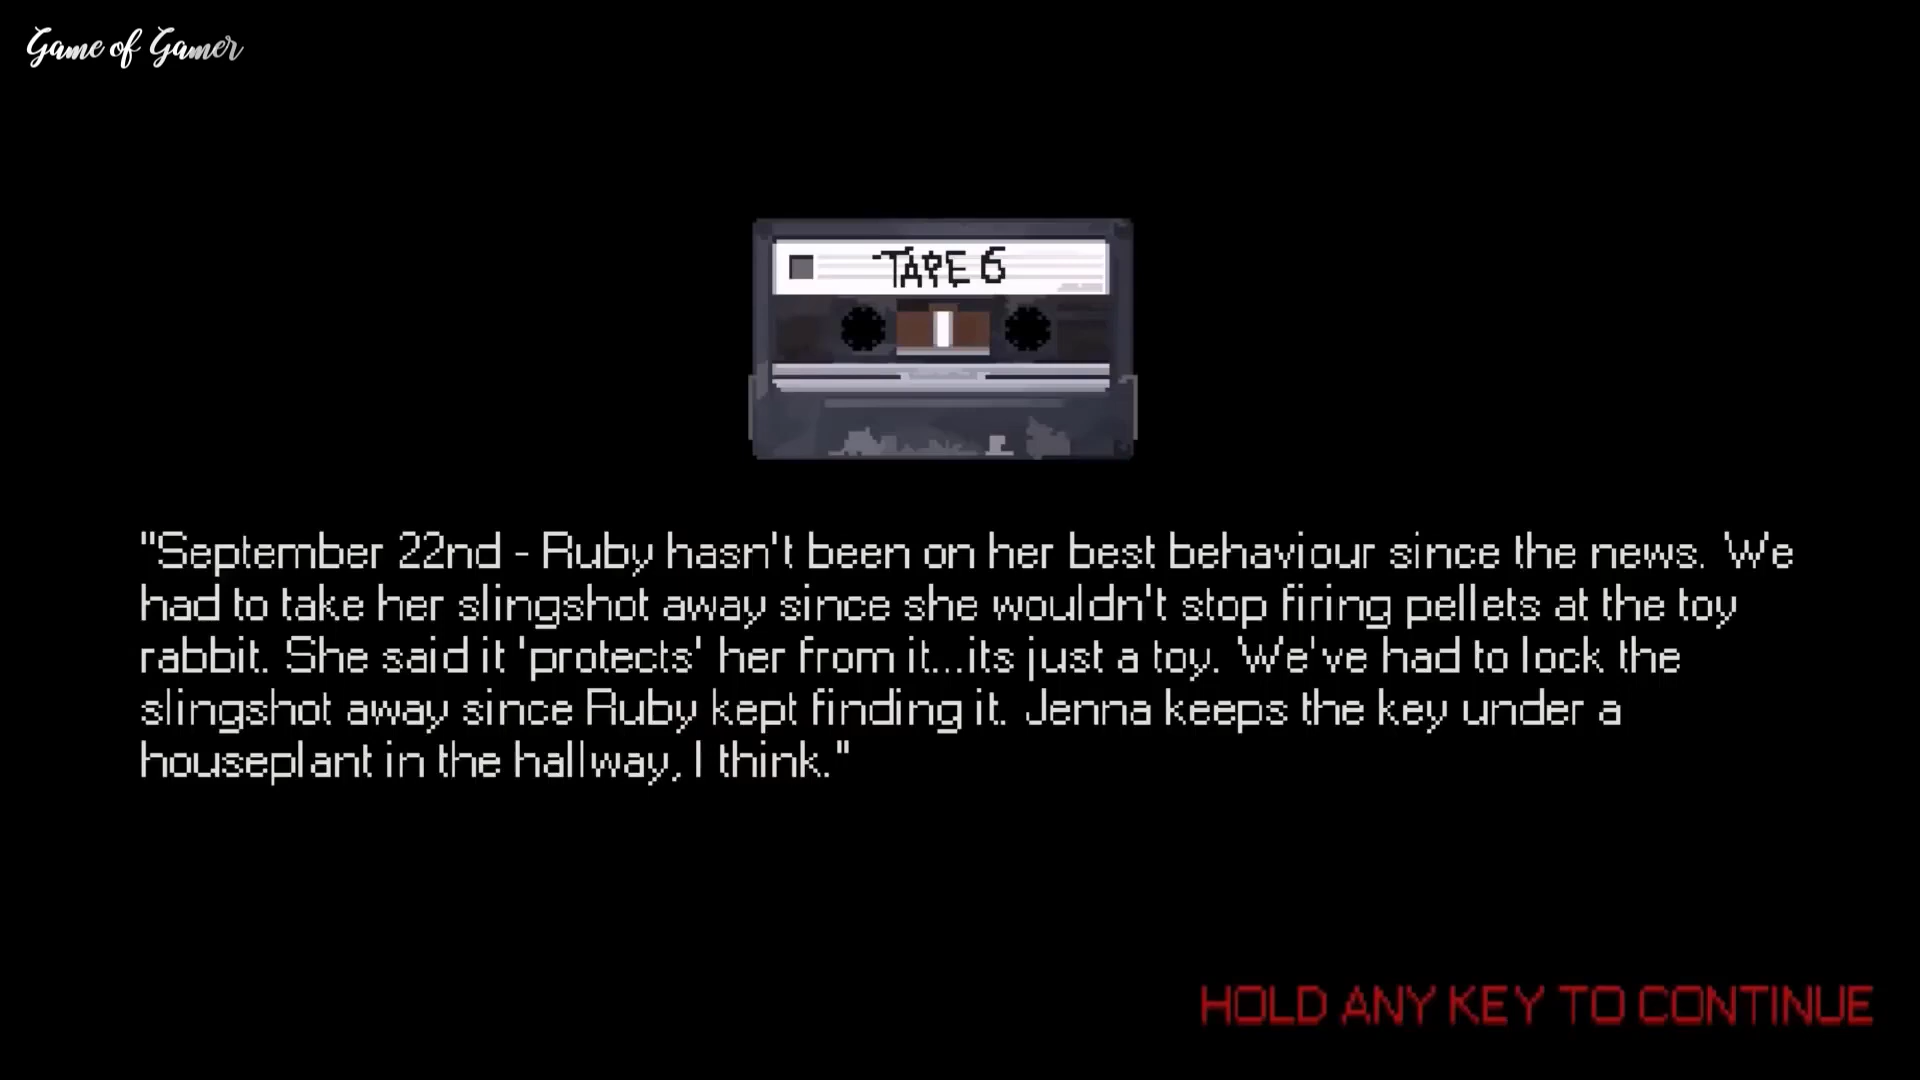 Game of Gamer
TAPE 6
"September 22nd - Ruby hasn't been on her best behaviour since the news. We
had to take her slingshot away since she wouldn't stop firing pellets at the toy
rabbit. She said it 'protects' her from it...its just a toy. We've had to lock the
slingshot away since Ruby kept finding it. Jenna keeps the key under a
houseplant in the hallway, I think."
HOLD ANY KEY TO CONTINUE